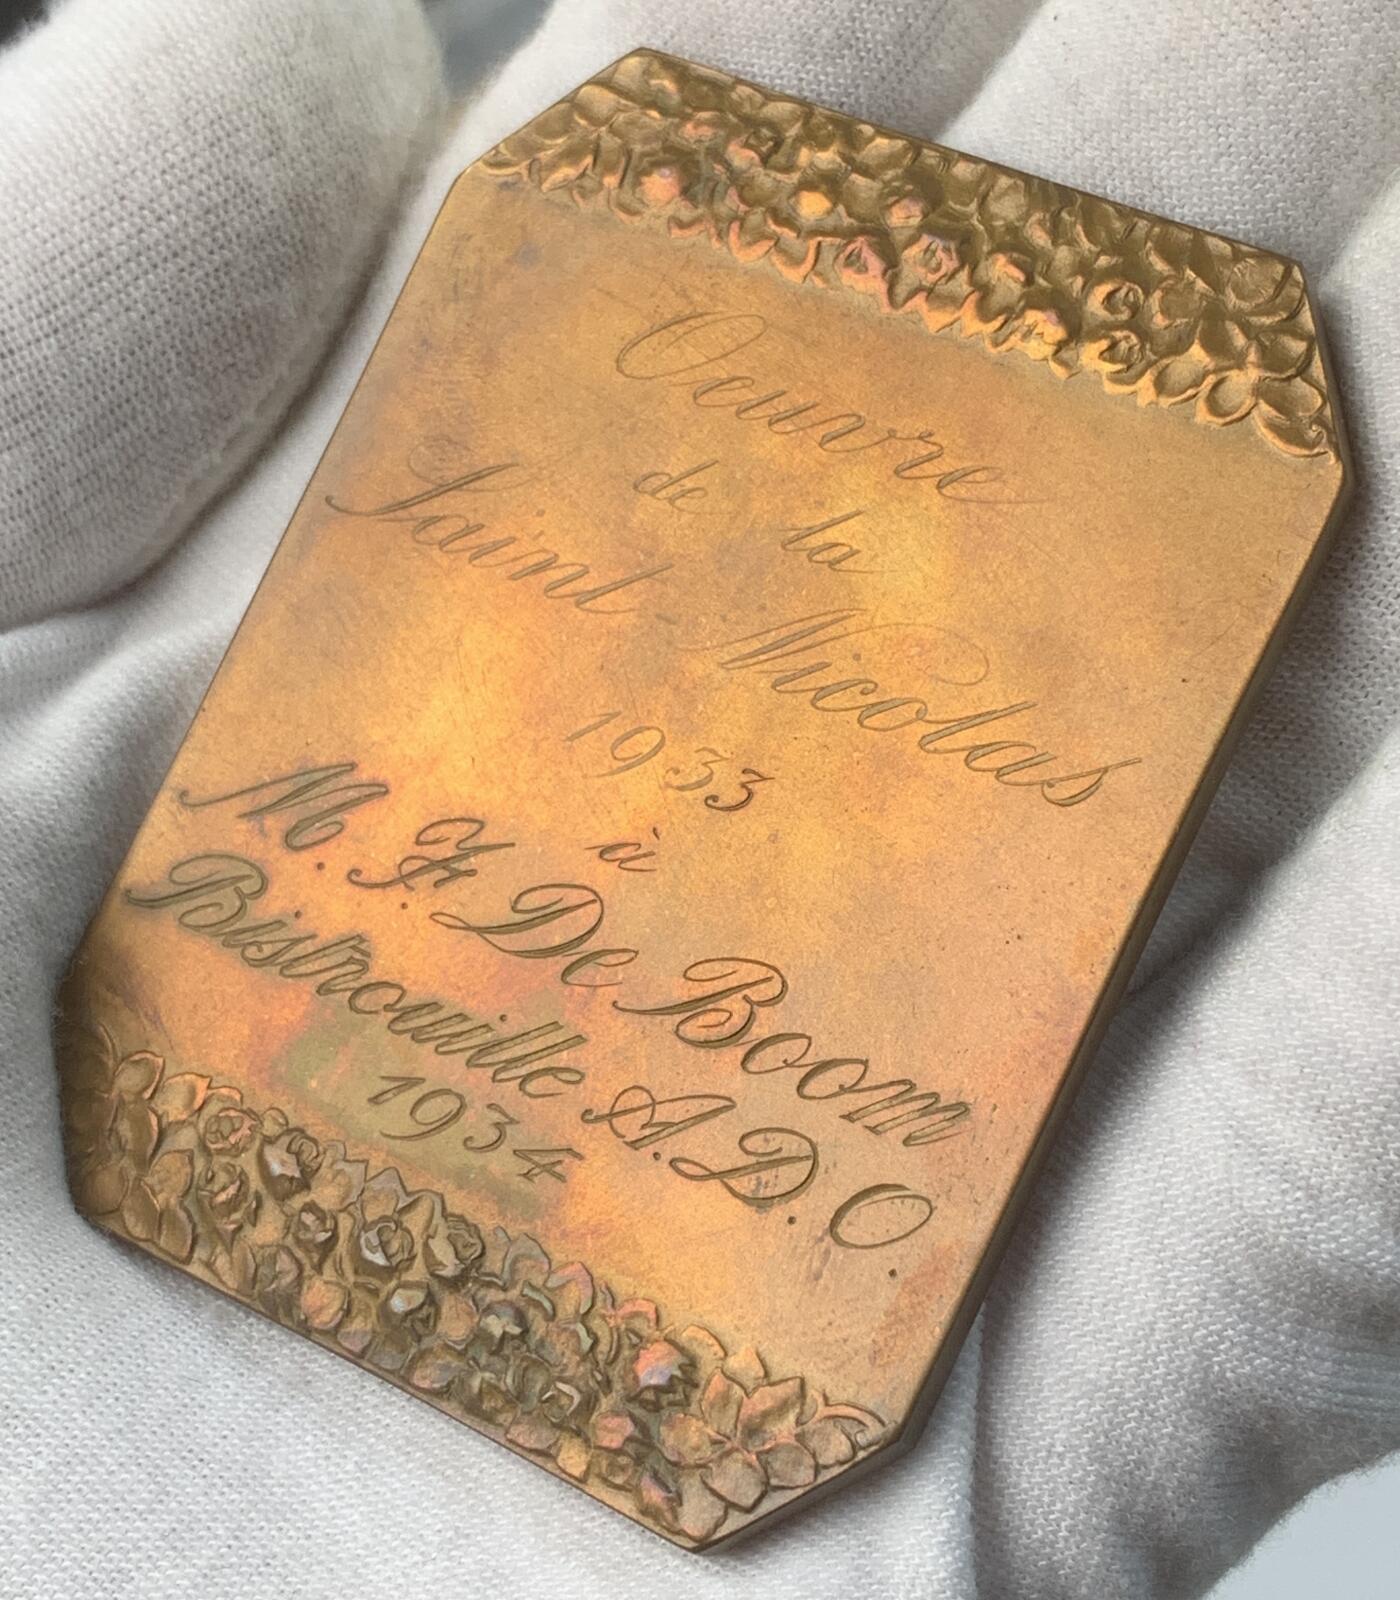 Oeuvre
de la
Saint Nicolas
1933
à
M. F. De Boom
Bistrouille A.D.O.
1934